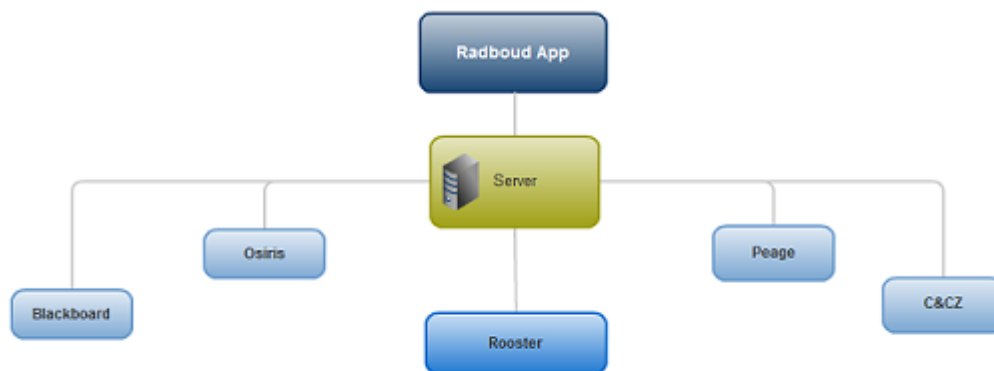 Radboud App
Server
Osiris
Peage
Blackboard
C&CZ
Rooster